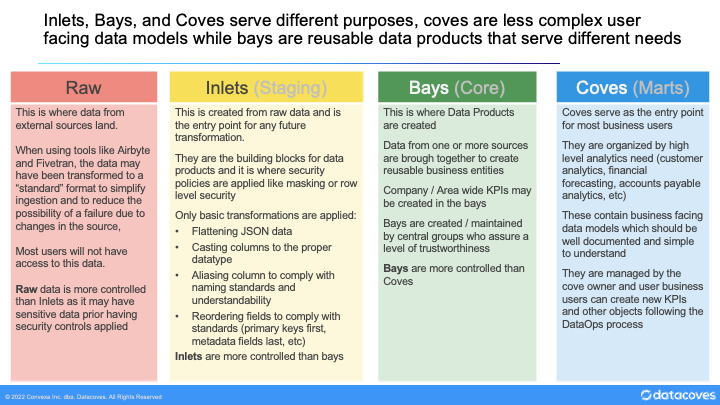 Inlets, Bays, and Coves serve different purposes, coves are less complex user
facing data models while bays are reusable data products that serve different needs
Raw
This is where data from
external sources land.
When using tools like Airbyte
and Fivetran, the data may
have been transformed to a
“standard” format to simplify
ingestion and to reduce the
possibility of a failure due to
changes in the source,
Most users will not have
access to this data.
Raw data is more controlled
than Inlets as it may have
sensitive data prior having
security controls applied
Inlets (Staging)
This is created from raw data and is
the entry point for any future
transformation.
They are the building blocks for data
products and it is where security
policies are applied like masking or row
level security
Only basic transformations are applied:
• Flattening JSON data
• Casting columns to the proper
datatype
• Aliasing column to comply with
naming standards and
understandability
• Reordering fields to comply with
standards (primary keys first,
metadata fields last, etc)
Inlets are more controlled than bays
Bays (Core)
This is where Data Products
are created
Data from one or more sources
are brough together to create
reusable business entities
Company / Area wide KPIs may
be created in the bays
Bays are created / maintained
by central groups who assure a
level of trustworthiness
Bays are more controlled than
Coves
Coves (Marts)
Coves serve as the entry point
for most business users
They are organized by high
level analytics need (customer
analytics, financial
forecasting, accounts payable
analytics, etc)
These contain business facing
data models which should be
well documented and simple
to understand
They are managed by the
cove owner and user business
users can create new KPIs
and other objects following the
DataOps process
© 2022 Convexa Inc. dba. Datacoves. All Rights Reserved
datacoves